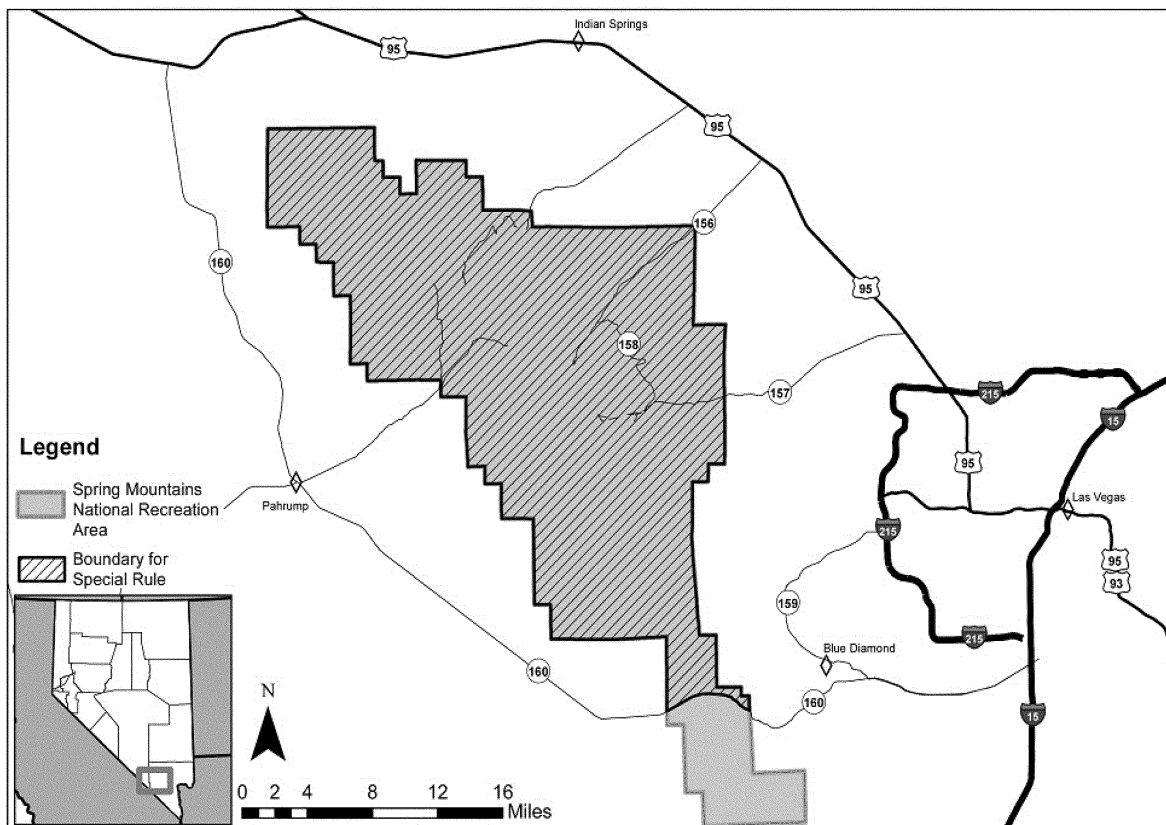 Indian Springs
95
95
160
156
95
158
157
215
15
Legend
Spring Mountains
National Recreation
Area
95
Las Vegas
Pahrump
215
Boundary for
Special Rule
95
93
159
Blue Diamond
215
160
160
N
15
0 2 4 8 12 16
Miles